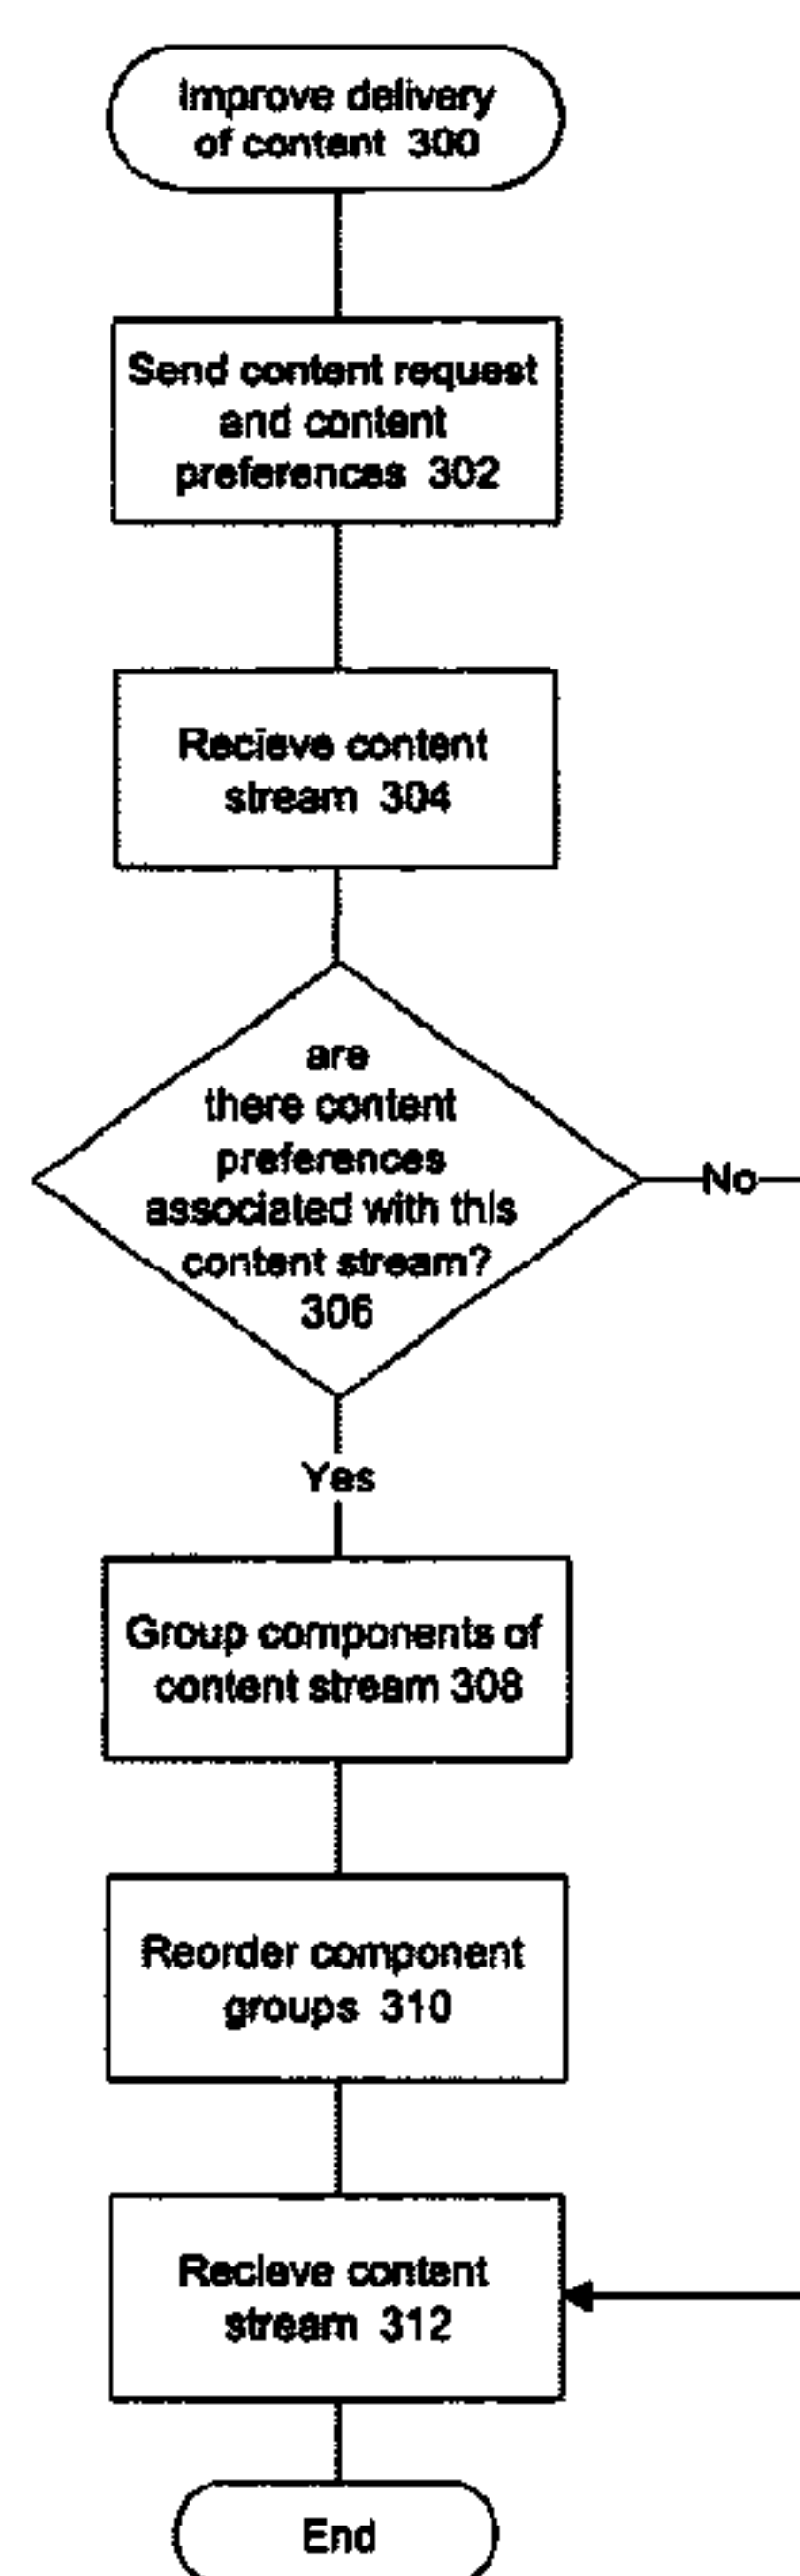 Improve delivery
of content 300
Send content request
and content
preferences 302
Recieve content
stream 304
are
there content
preferences
associated with this
content stream?
306
No
Yes
Group components of
content stream 308
Reorder component
groups 310
Recieve content
stream 312
End